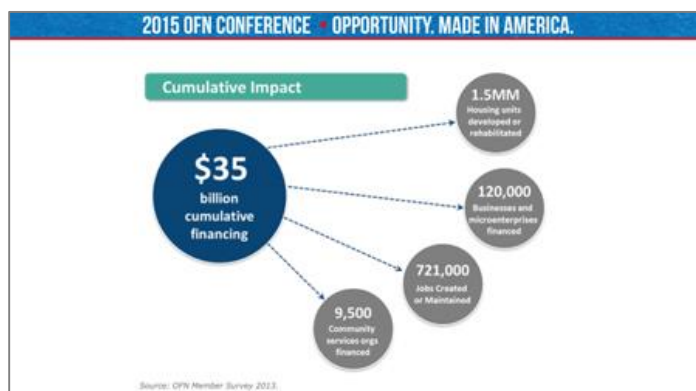 2015 OFN CONFERENCE • OPPORTUNITY. MADE IN AMERICA.
Cumulative Impact
$35
billion
cumulative
financing
1.5MM
Housing units
developed or
rehabilitated
120,000
Businesses and
microenterprises
financed
721,000
Jobs Created
or Maintained
9,500
Community
services orgs
financed
Source: OFN Member Survey 2013.